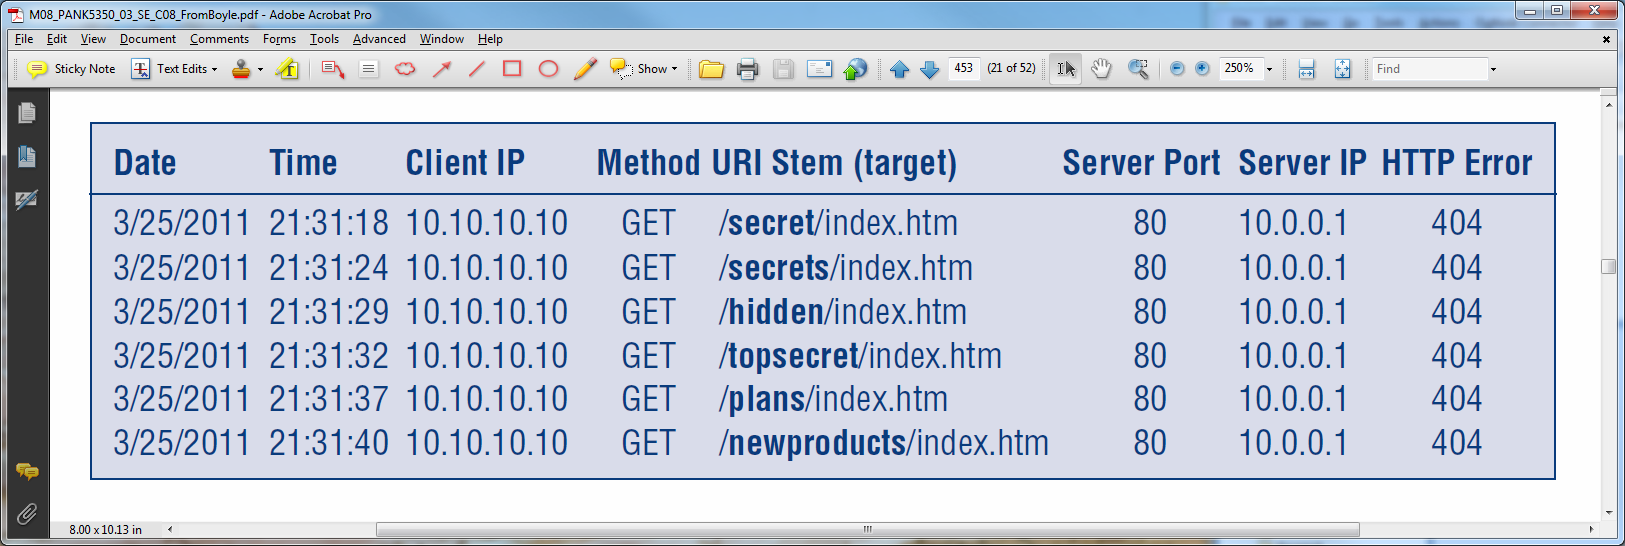 M08_PANK5350_03_SE_C08_FromBoyle.pdf - Adobe Acrobat Pro
File Edit View Document Comments Forms Tools Advanced Window Help
Sticky Note Text Edits Show 453 (21 of 52) 250% Find
Date Time Client IP Method URI Stem (target) Server Port Server IP HTTP Error
3/25/2011 21:31:18 10.10.10.10 GET /secret/index.htm 80 10.0.0.1 404
3/25/2011 21:31:24 10.10.10.10 GET /secrets/index.htm 80 10.0.0.1 404
3/25/2011 21:31:29 10.10.10.10 GET /hidden/index.htm 80 10.0.0.1 404
3/25/2011 21:31:32 10.10.10.10 GET /topsecret/index.htm 80 10.0.0.1 404
3/25/2011 21:31:37 10.10.10.10 GET /plans/index.htm 80 10.0.0.1 404
3/25/2011 21:31:40 10.10.10.10 GET /newproducts/index.htm 80 10.0.0.1 404
8.00 x 10.13 in